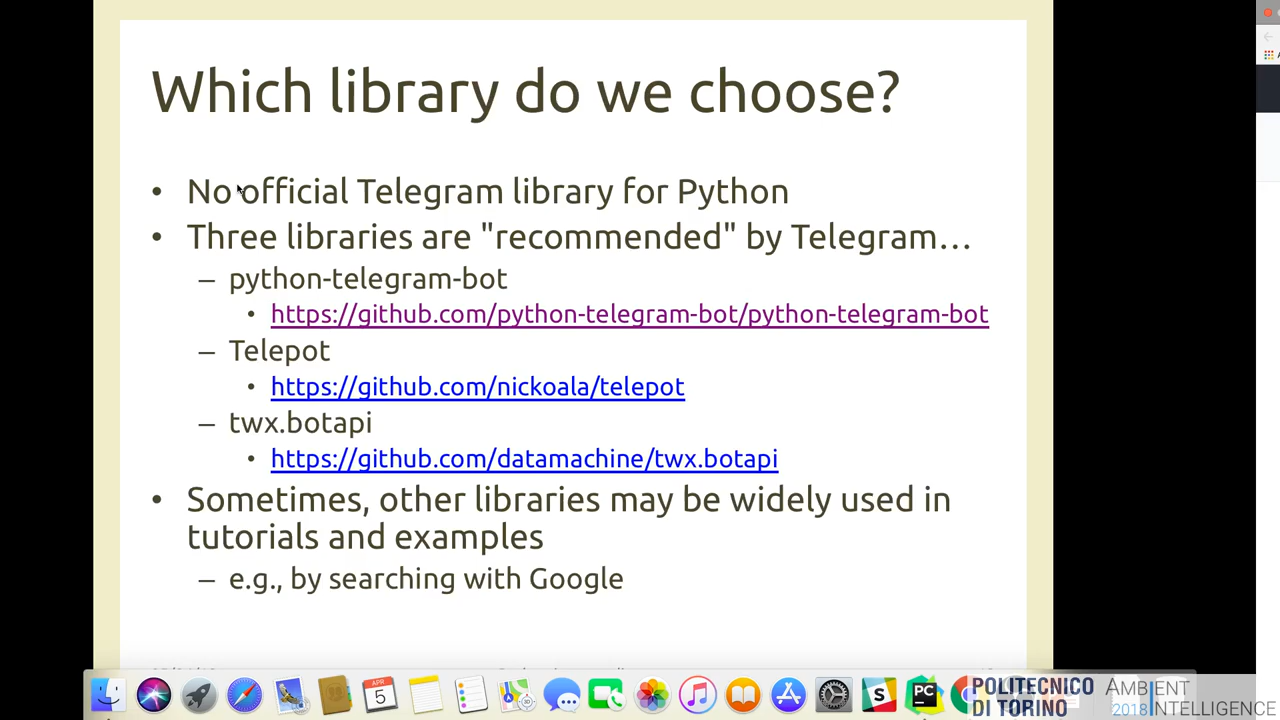 Which library do we choose?
• No official Telegram library for Python
• Three libraries are "recommended" by Telegram…
– python-telegram-bot
• https://github.com/python-telegram-bot/python-telegram-bot
– Telepot
• https://github.com/nickoala/telepot
– twx.botapi
• https://github.com/datamachine/twx.botapi
• Sometimes, other libraries may be widely used in
tutorials and examples
– e.g., by searching with Google
APR
5
PC
POLITECNICO
DI TORINO
AMBIENT
2018 INTELLIGENCE